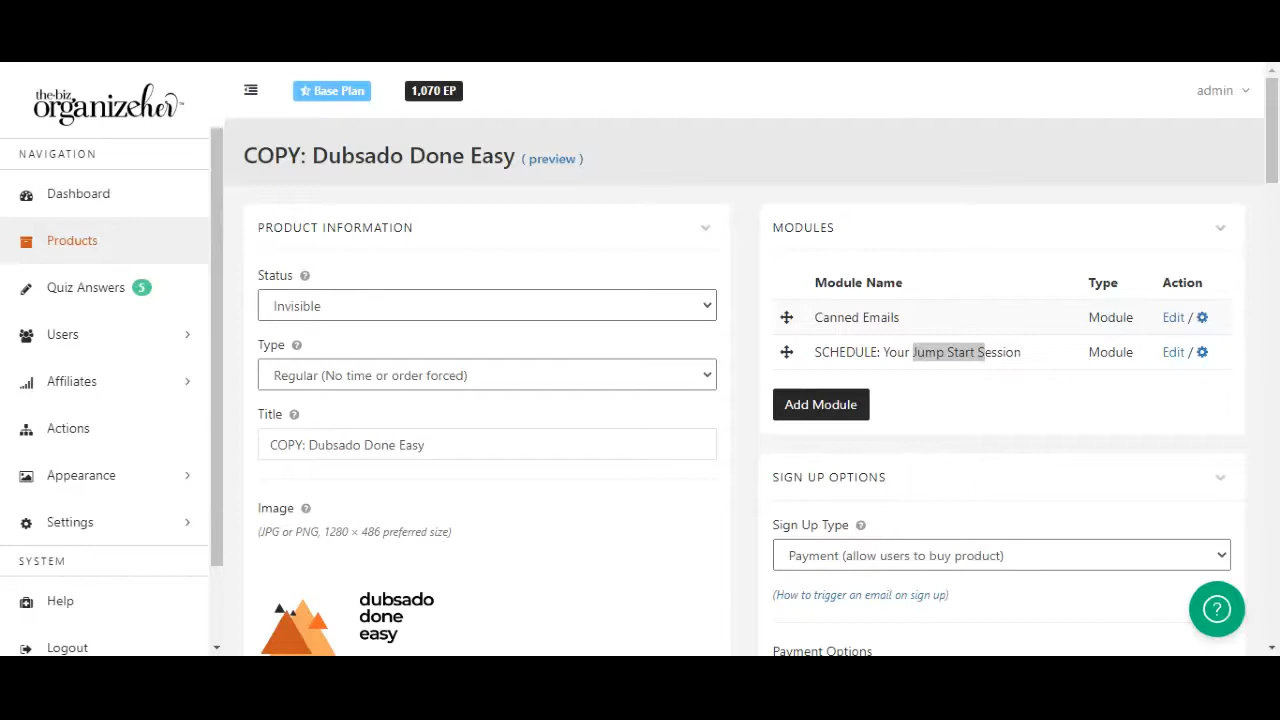 the-biz
organizeher™
Base Plan
1,070 EP
admin
NAVIGATION
Dashboard
Products
Quiz Answers 5
Users
Affiliates
Actions
Appearance
Settings
SYSTEM
Help
Logout
COPY: Dubsado Done Easy ( preview )
PRODUCT INFORMATION
Status ?
Invisible
Type ?
Regular (No time or order forced)
Title ?
COPY: Dubsado Done Easy
Image ?
(JPG or PNG, 1280 × 486 preferred size)
dubsado
done
easy
MODULES
Module Name Type Action
Canned Emails Module Edit /
SCHEDULE: Your Jump Start Session Module Edit /
Add Module
SIGN UP OPTIONS
Sign Up Type ?
Payment (allow users to buy product)
(How to trigger an email on sign up)
Payment Options
?